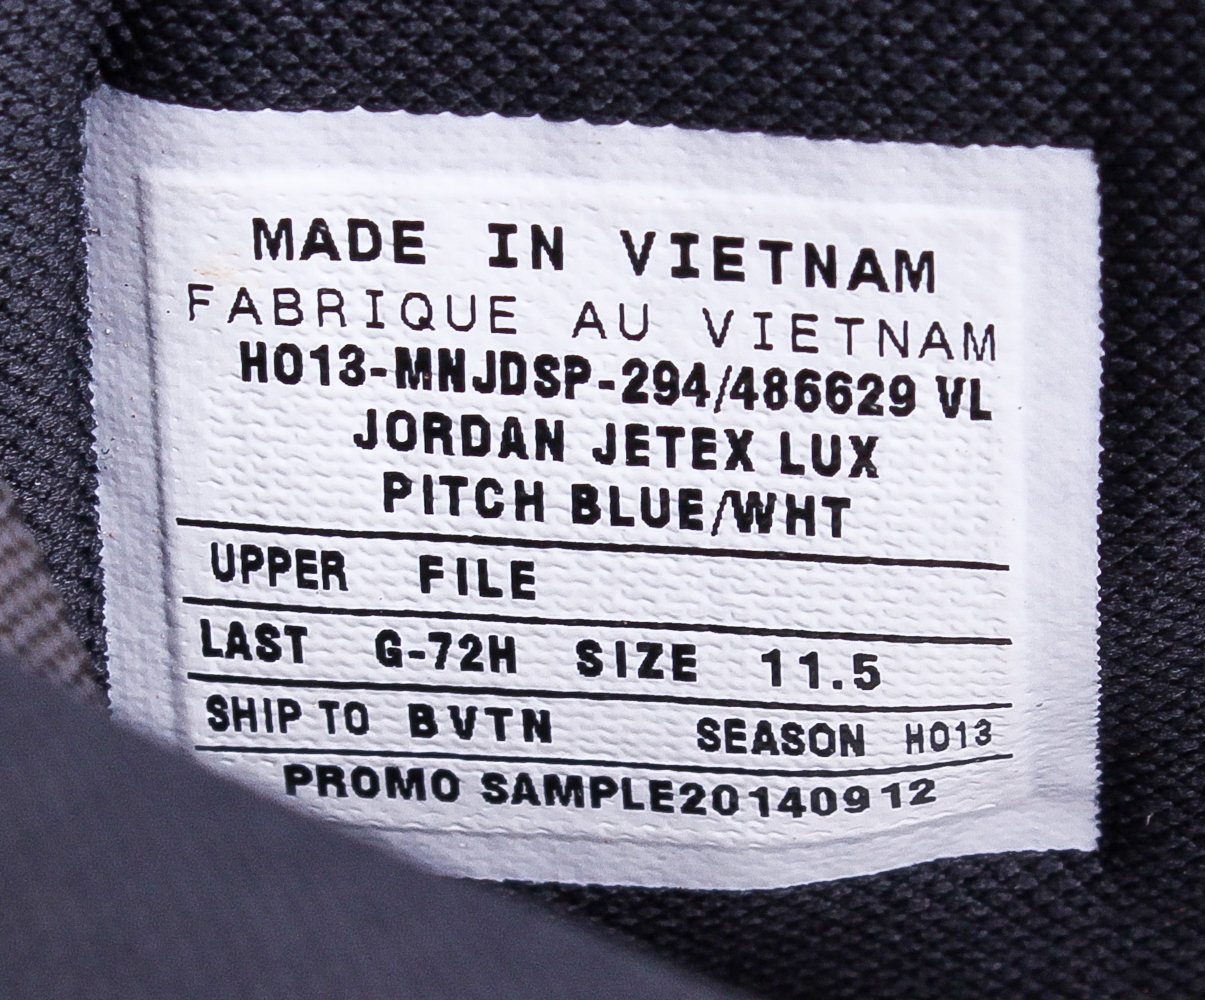 MADE IN VIETNAM
FABRIQUE AU VIETNAM
HO13-MNJDSP-294/486629 VL
JORDAN JETEX LUX
PITCH BLUE/WHT
UPPER FILE
LAST G-72H SIZE 11.5
SHIP TO BVTN SEASON HO13
PROMO SAMPLE20140912